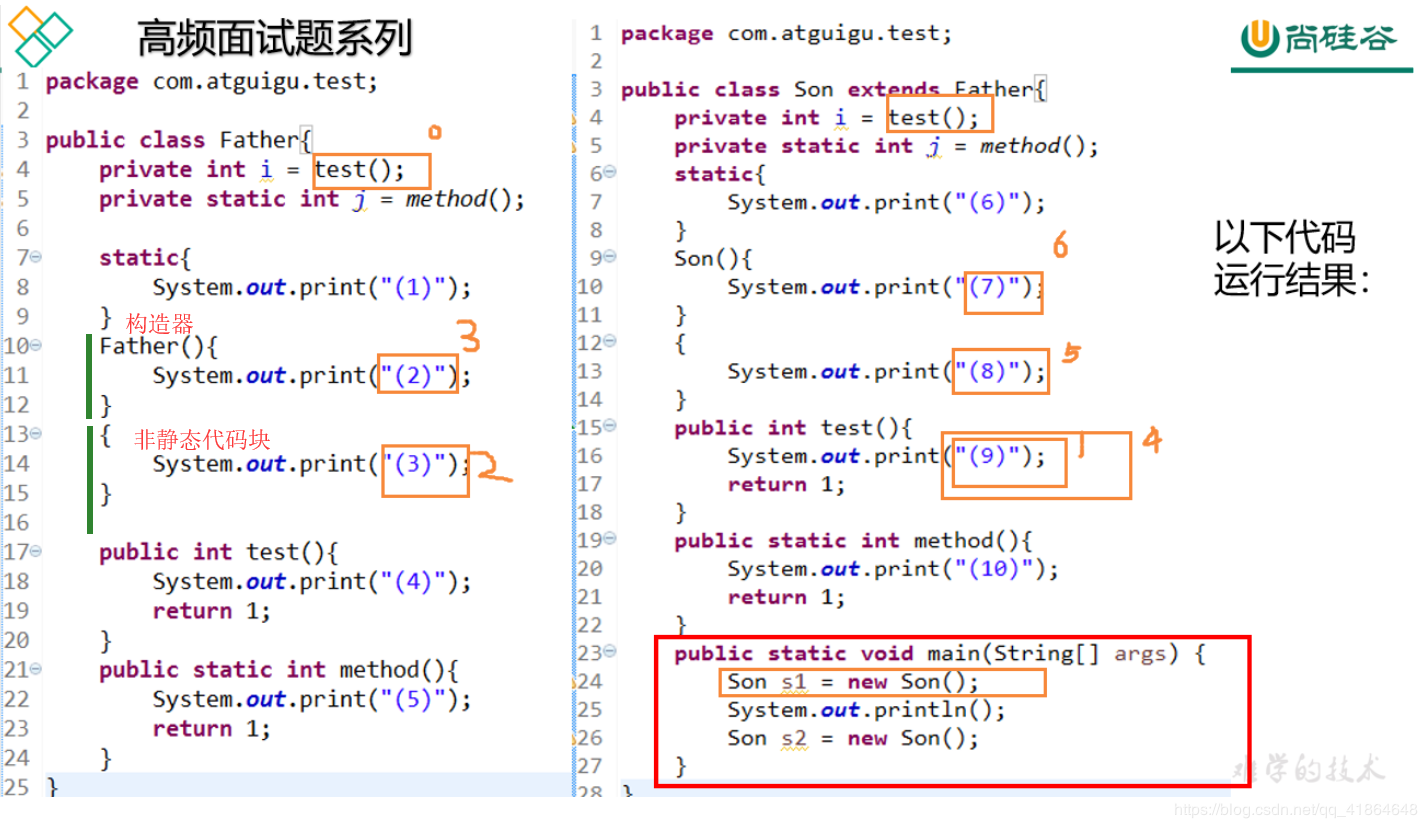 高频面试题系列
1 package com.atguigu.test;
2
3 public class Father{
0
4 private int i = test();
5 private static int j = method();
6
7 static{
8 System.out.print("(1)");
9 } 构造器
10 Father(){
3
11 System.out.print("(2)");
12 }
13 { 非静态代码块
14 System.out.print("(3)");
2
15 }
16
17 public int test(){
18 System.out.print("(4)");
19 return 1;
20 }
21 public static int method(){
22 System.out.print("(5)");
23 return 1;
24 }
25 }
1 package com.atguigu.test;
2
3 public class Son extends Father{
4 private int i = test();
5 private static int j = method();
6 static{
7 System.out.print("(6)");
8 }
9 Son(){
6
10 System.out.print("(7)");
11 }
12 {
13 System.out.print("(8)");
5
14 }
15 public int test(){
16 System.out.print("(9)");
1
4
17 return 1;
18 }
19 public static int method(){
20 System.out.print("(10)");
21 return 1;
22 }
23 public static void main(String[] args) {
24 Son s1 = new Son();
25 System.out.println();
26 Son s2 = new Son();
27 }
28 }
尚硅谷
以下代码
运行结果：
难学的技术
https://blog.csdn.net/qq_41864648